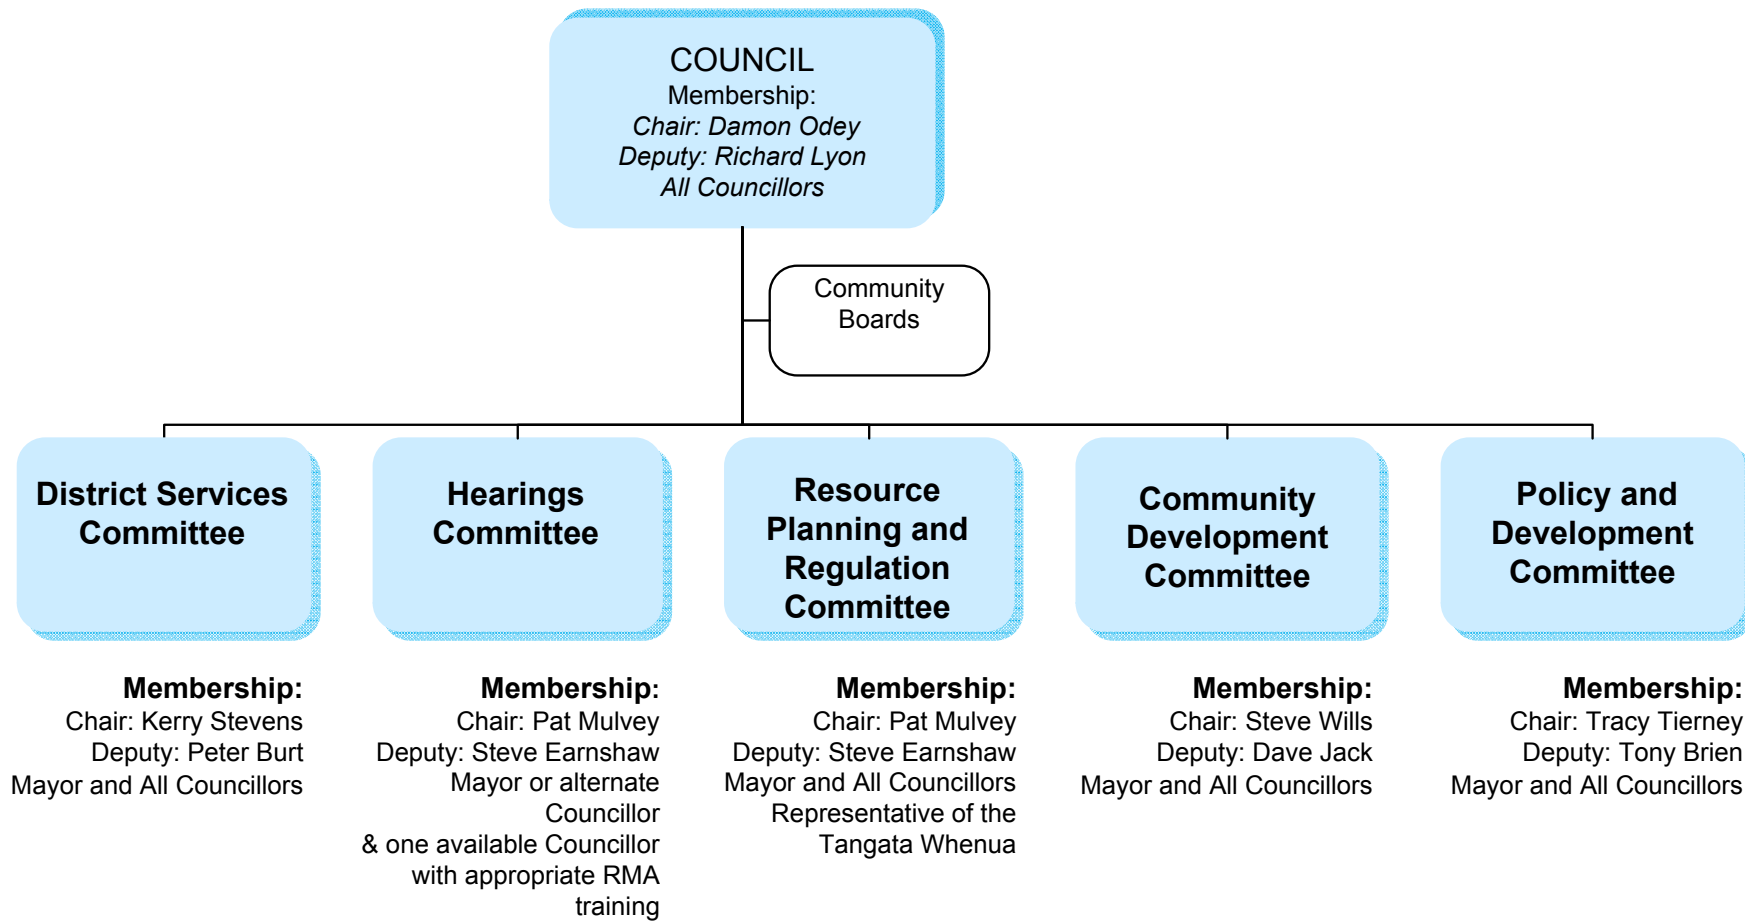 COUNCIL
Membership:
Chair: Damon Odey
Deputy: Richard Lyon
All Councillors
Community
Boards
District Services
Committee
Hearings
Committee
Resource
Planning and
Regulation
Committee
Community
Development
Committee
Policy and
Development
Committee
Membership:
Chair: Kerry Stevens
Deputy: Peter Burt
Mayor and All Councillors
Membership:
Chair: Pat Mulvey
Deputy: Steve Earnshaw
Mayor or alternate
Councillor
& one available Councillor
with appropriate RMA
training
Membership:
Chair: Pat Mulvey
Deputy: Steve Earnshaw
Mayor and All Councillors
Representative of the
Tangata Whenua
Membership:
Chair: Steve Wills
Deputy: Dave Jack
Mayor and All Councillors
Membership:
Chair: Tracy Tierney
Deputy: Tony Brien
Mayor and All Councillors